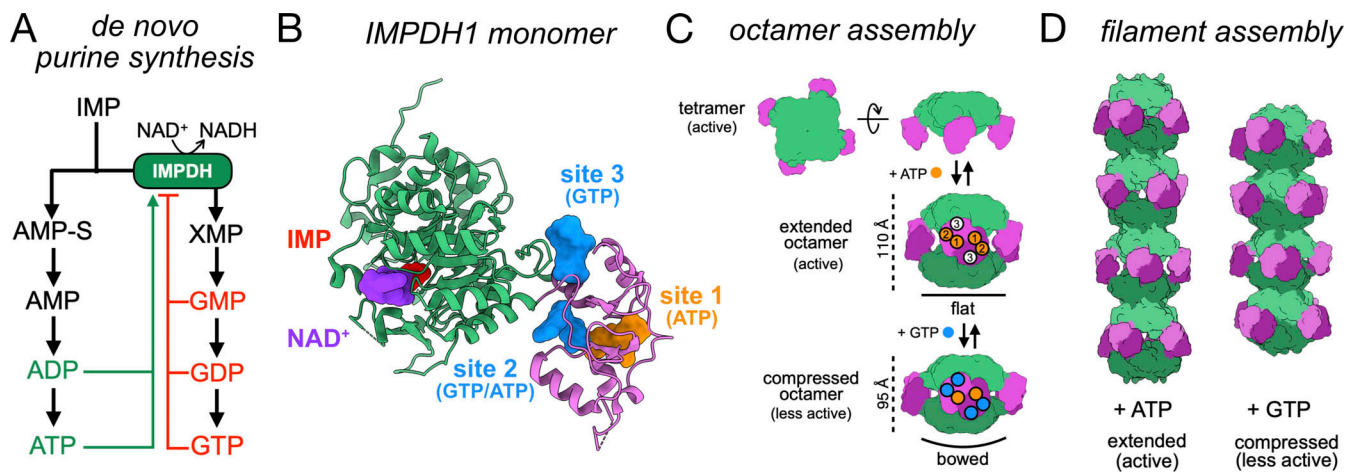 A
de novo
purine synthesis
IMP
NAD⁺ NADH
IMPDH
AMP-S
XMP
AMP
GMP
ADP
GDP
ATP
GTP
B
IMPDH1 monomer
site 3
(GTP)
IMP
site 1
(ATP)
NAD⁺
site 2
(GTP/ATP)
C
octamer assembly
tetramer
(active)
+ ATP
extended
octamer
(active)
110 Å
3
2 1 1 2
3
flat
+ GTP
compressed
octamer
(less active)
95 Å
bowed
D
filament assembly
+ ATP
extended
(active)
+ GTP
compressed
(less active)